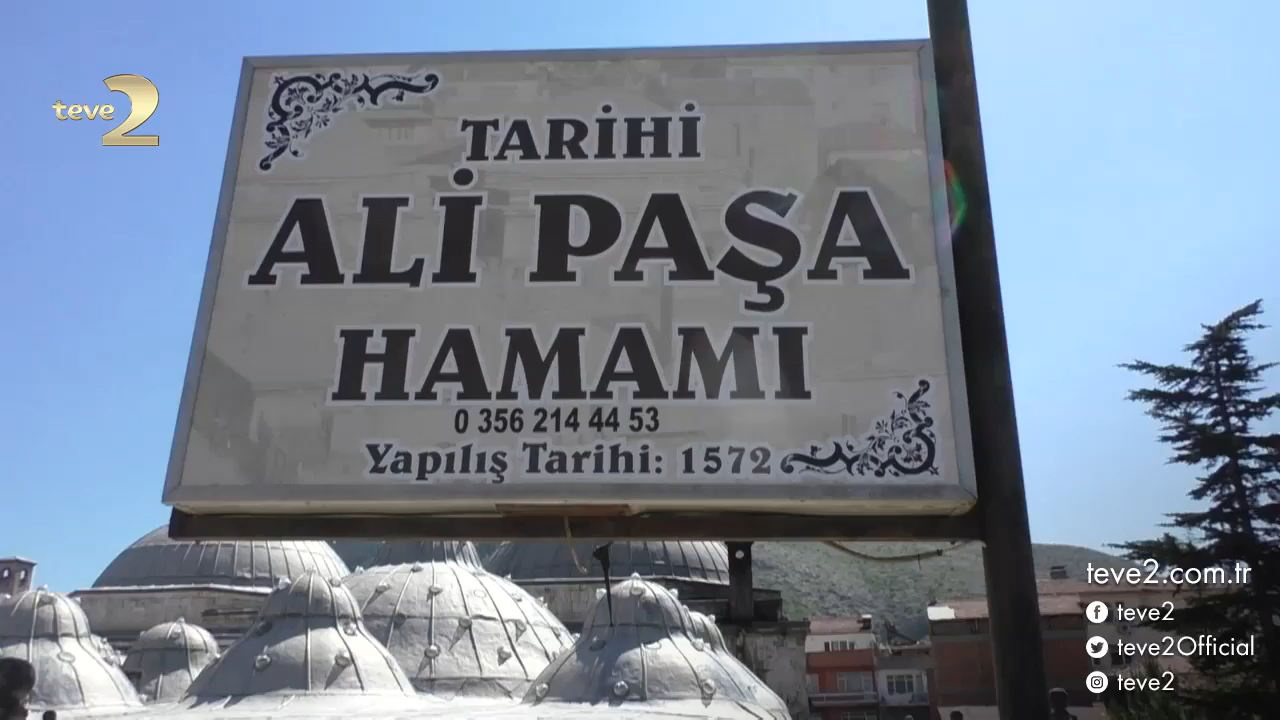 teve2
TARİHİ
ALİ PAŞA
HAMAMI
0 356 214 44 53
Yapılış Tarihi: 1572
teve2.com.tr
teve2
teve2Official
teve2